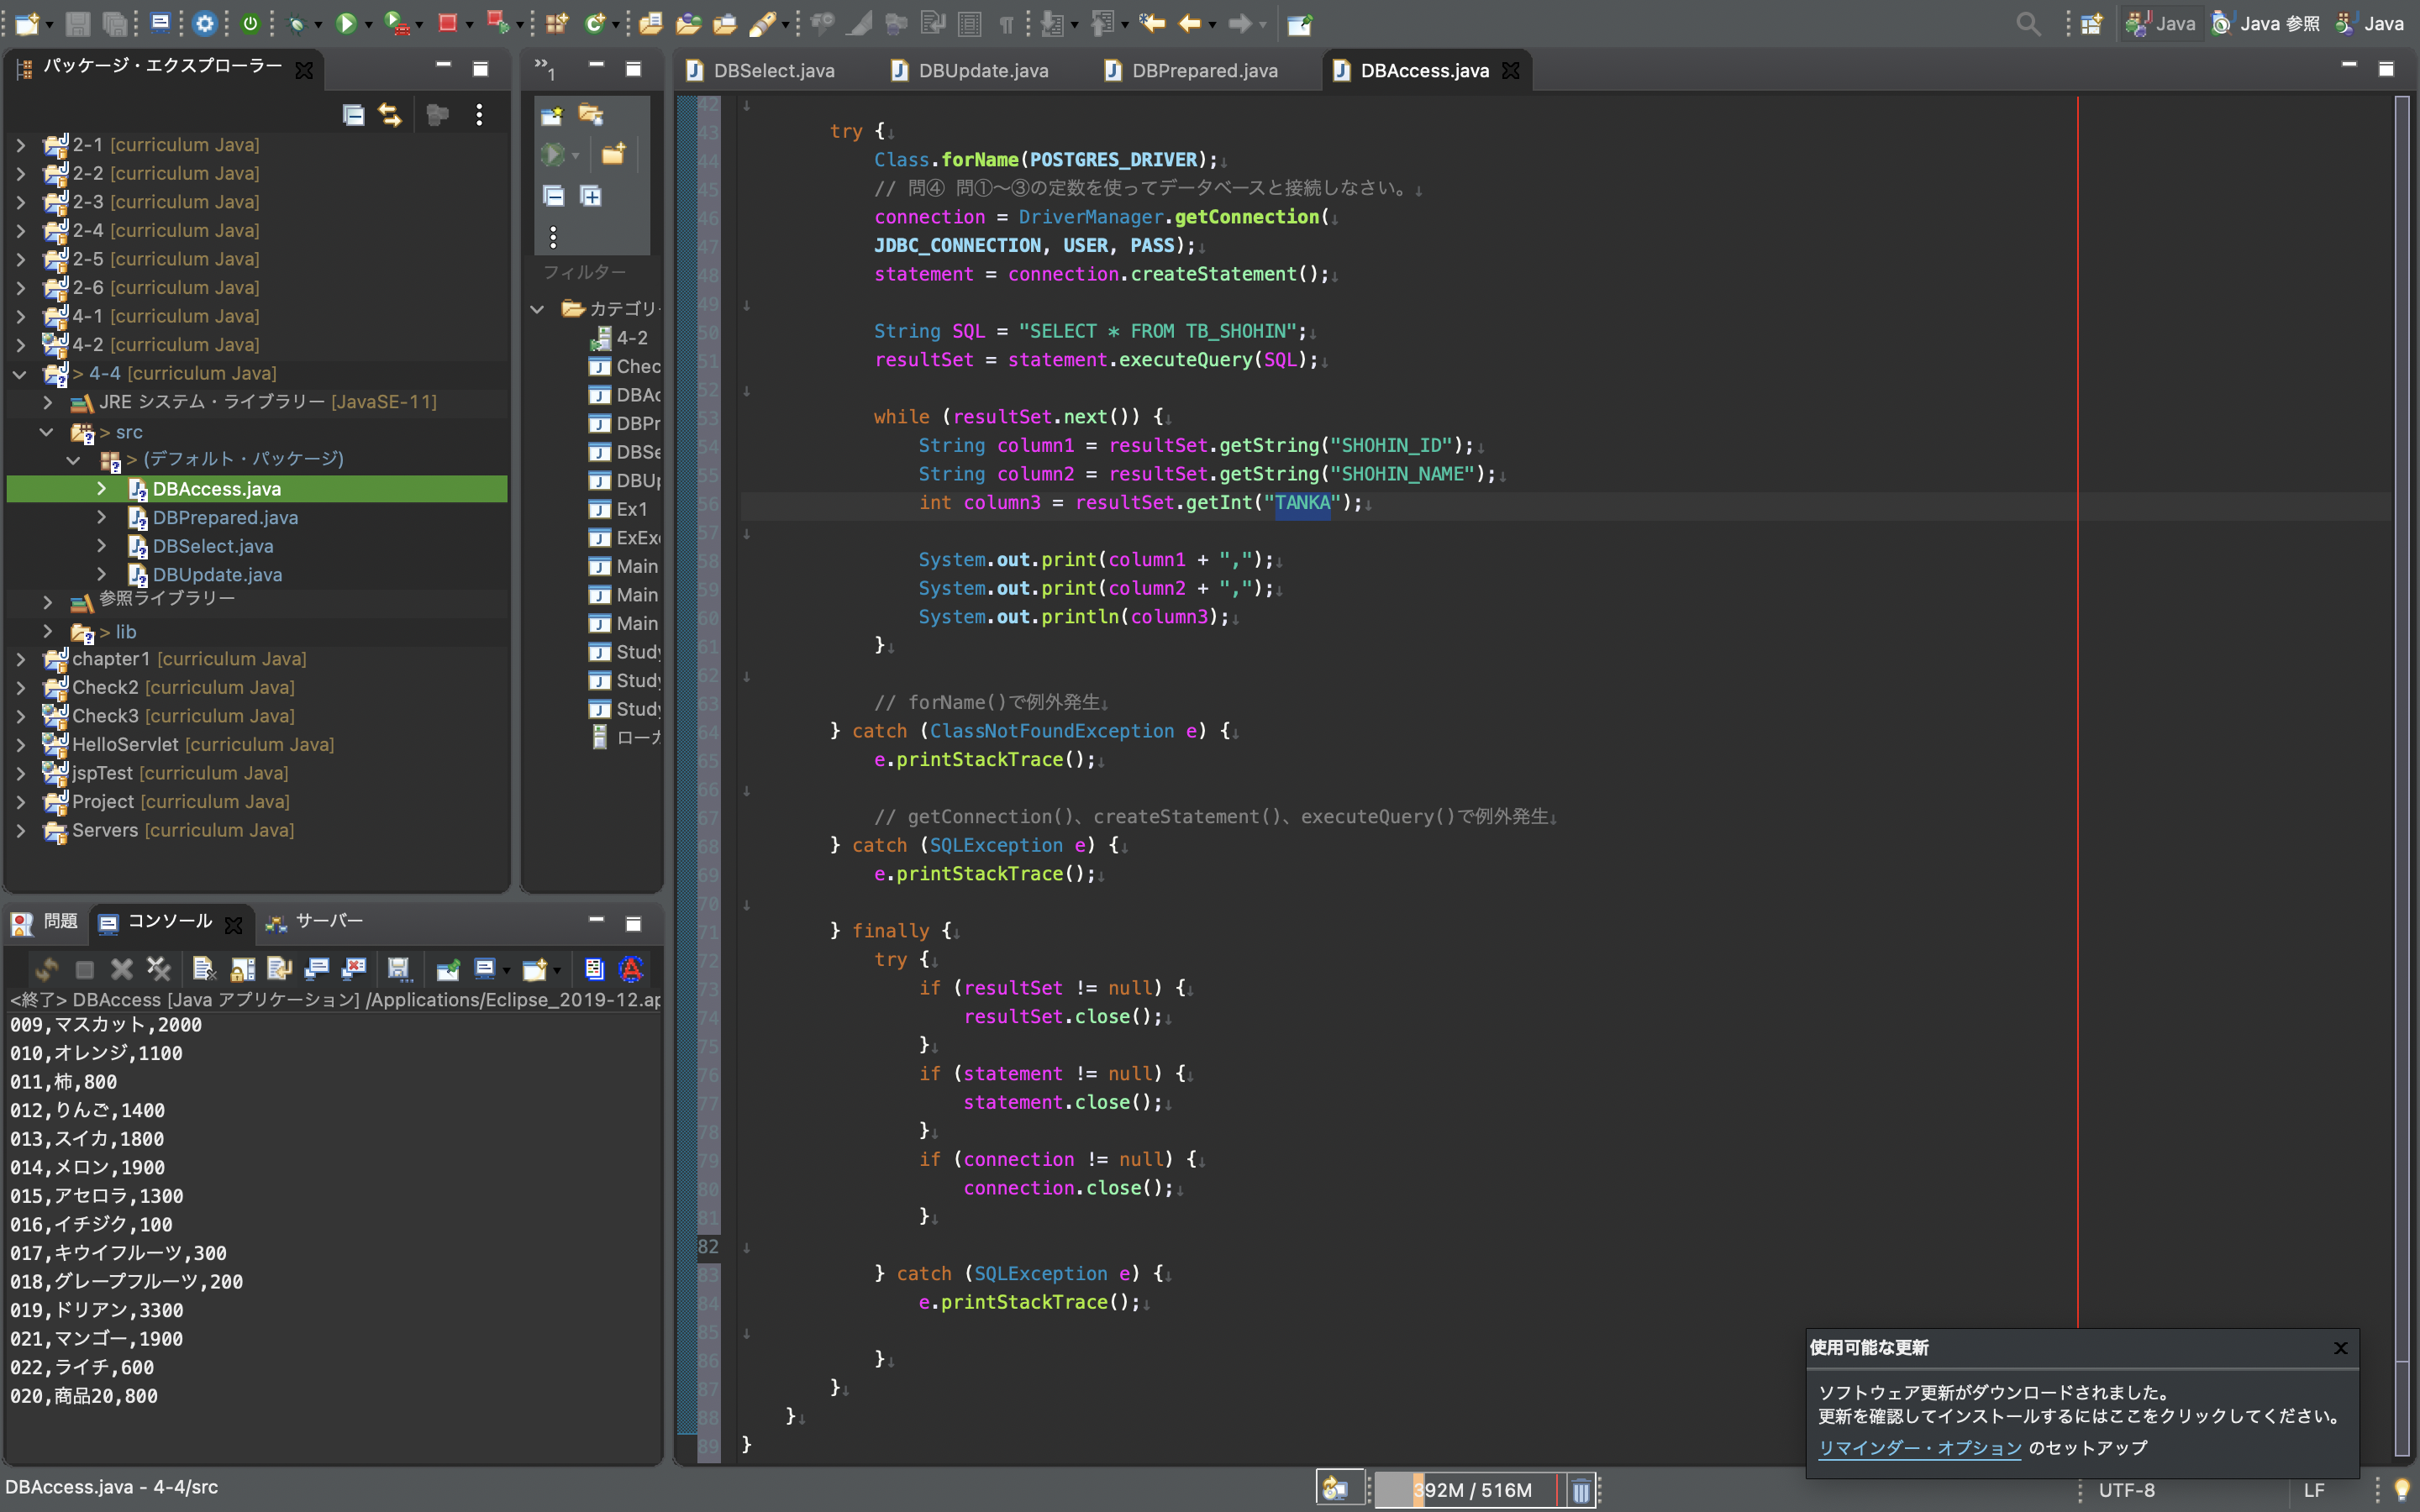 Java
Java 参照
Java
パッケージ・エクスプローラー
2-1 [curriculum Java]
2-2 [curriculum Java]
2-3 [curriculum Java]
2-4 [curriculum Java]
2-5 [curriculum Java]
2-6 [curriculum Java]
4-1 [curriculum Java]
4-2 [curriculum Java]
> 4-4 [curriculum Java]
JRE システム・ライブラリー [JavaSE-11]
> src
> (デフォルト・パッケージ)
DBAccess.java
DBPrepared.java
DBSelect.java
DBUpdate.java
参照ライブラリー
> lib
chapter1 [curriculum Java]
Check2 [curriculum Java]
Check3 [curriculum Java]
HelloServlet [curriculum Java]
jspTest [curriculum Java]
Project [curriculum Java]
Servers [curriculum Java]
»1
フィルター
カテゴリ
4-2
Chec
DBAc
DBPr
DBSe
DBUp
Ex1
ExExc
Main
Main
Main
Study
Study
Study
ローカ
DBSelect.java
DBUpdate.java
DBPrepared.java
DBAccess.java
42
43 try {
44 Class.forName(POSTGRES_DRIVER);
45 // 問④ 問①〜③の定数を使ってデータベースと接続しなさい。
46 connection = DriverManager.getConnection(
47 JDBC_CONNECTION, USER, PASS);
48 statement = connection.createStatement();
49
50 String SQL = "SELECT * FROM TB_SHOHIN";
51 resultSet = statement.executeQuery(SQL);
52
53 while (resultSet.next()) {
54 String column1 = resultSet.getString("SHOHIN_ID");
55 String column2 = resultSet.getString("SHOHIN_NAME");
56 int column3 = resultSet.getInt("TANKA");
57
58 System.out.print(column1 + ",");
59 System.out.print(column2 + ",");
60 System.out.println(column3);
61 }
62
63 // forName()で例外発生
64 } catch (ClassNotFoundException e) {
65 e.printStackTrace();
66
67 // getConnection()、createStatement()、executeQuery()で例外発生
68 } catch (SQLException e) {
69 e.printStackTrace();
70
71 } finally {
72 try {
73 if (resultSet != null) {
74 resultSet.close();
75 }
76 if (statement != null) {
77 statement.close();
78 }
79 if (connection != null) {
80 connection.close();
81 }
82
83 } catch (SQLException e) {
84 e.printStackTrace();
85
86 }
87 }
88 }
89 }
問題
コンソール
サーバー
<終了> DBAccess [Java アプリケーション] /Applications/Eclipse_2019-12.ap
009,マスカット,2000
010,オレンジ,1100
011,柿,800
012,りんご,1400
013,スイカ,1800
014,メロン,1900
015,アセロラ,1300
016,イチジク,100
017,キウイフルーツ,300
018,グレープフルーツ,200
019,ドリアン,3300
021,マンゴー,1900
022,ライチ,600
020,商品20,800
使用可能な更新
ソフトウェア更新がダウンロードされました。
更新を確認してインストールするにはここをクリックしてください。
リマインダー・オプション のセットアップ
DBAccess.java - 4-4/src
392M / 516M
UTF-8
LF